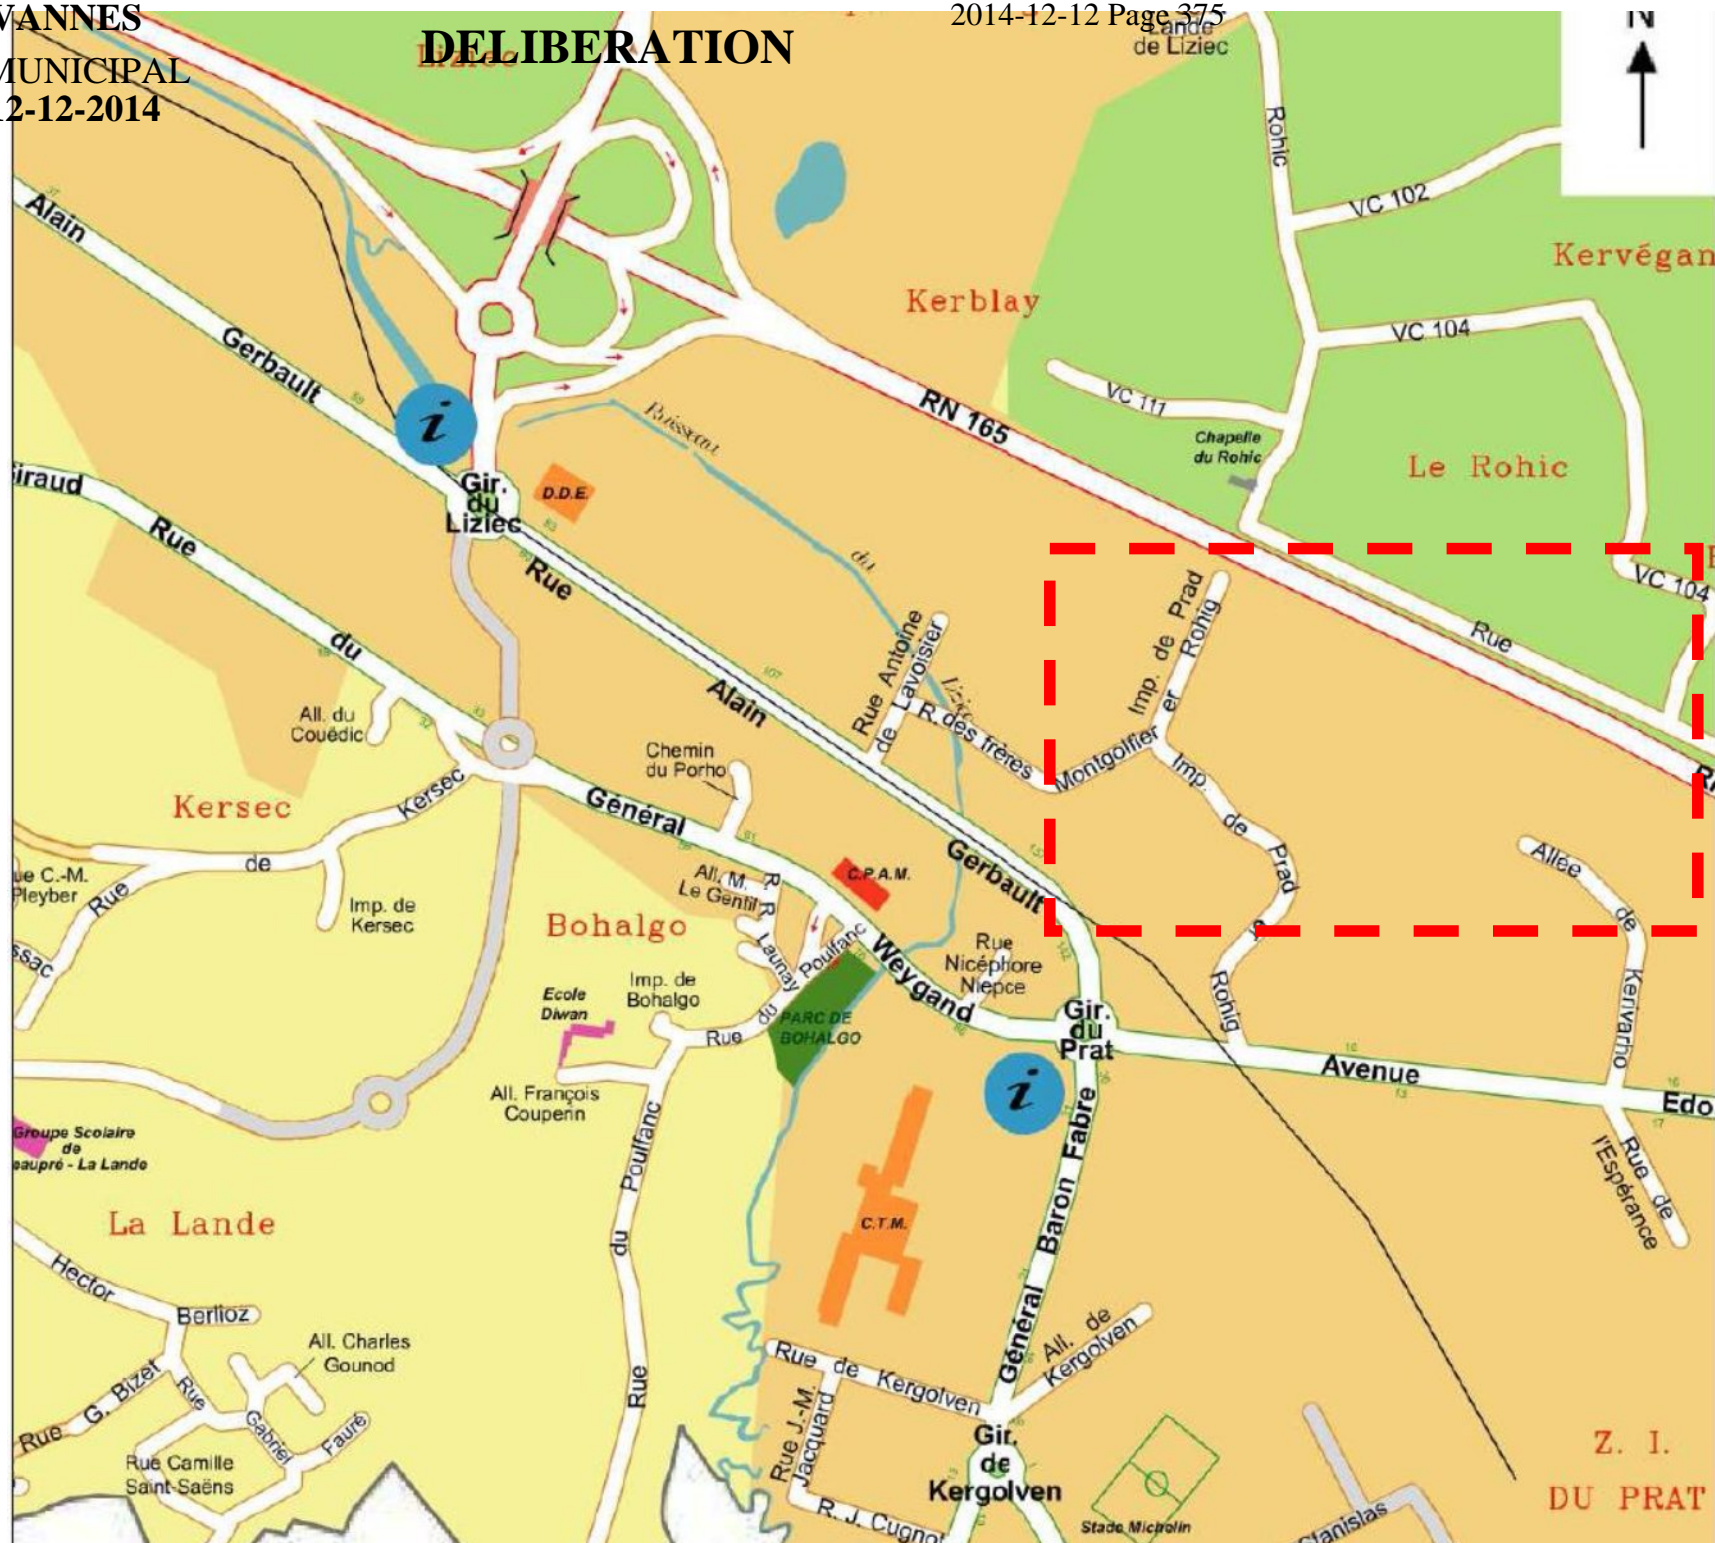 VANNES
MUNICIPAL
12-12-2014
DELIBERATION
2014-12-12 Page 375
N
Liziec
Lande
de Liziec
Rohic
VC 102
Kervégan
VC 104
Kerblay
VC 111
RN 165
Chapelle
du Rohic
Le Rohic
VC 104
Rue
Alain
Gerbault
i
Ruisseau
du
Liziec
Gir.
du
Liziec
D.D.E.
Giraud
Rue
du
Rue
Alain
Gerbault
Rue Antoine
de Lavoisier
R. des frères
Montgolfier
Imp. de Prad
er Rohig
Imp.
de
Prad
er
Rohig
All. du
Couëdic
Chemin
du Porho
Kersec
Kersec
de
Rue
Rue C.-M.
Pleyber
Imp. de
Kersec
Général
All. M.
Le Gentil
R. R.
Launay
C.P.A.M.
Poulfanc
du
Rue
Weygand
Rue
Nicéphore
Niepce
Allée
de
Kerivarho
Bohalgo
Ecole
Diwan
Imp. de
Bohalgo
PARC DE
BOHALGO
Gir.
du
Prat
i
Avenue
Edo
All. François
Couperin
Groupe Scolaire
de
eaupré - La Lande
La Lande
Poulfanc
du
Rue
C.T.M.
Général Baron Fabre
Rue de
l'Espérance
Hector
Berlioz
All. Charles
Gounod
Rue G. Bizet
Rue
Gabriel
Fauré
Rue Camille
Saint-Saëns
Rue de Kergolven
All. de
Kergolven
Rue J.-M.
Jacquard
R. J. Cugnot
Gir.
de
Kergolven
Stade Michelin
Stanislas
Z. I.
DU PRAT